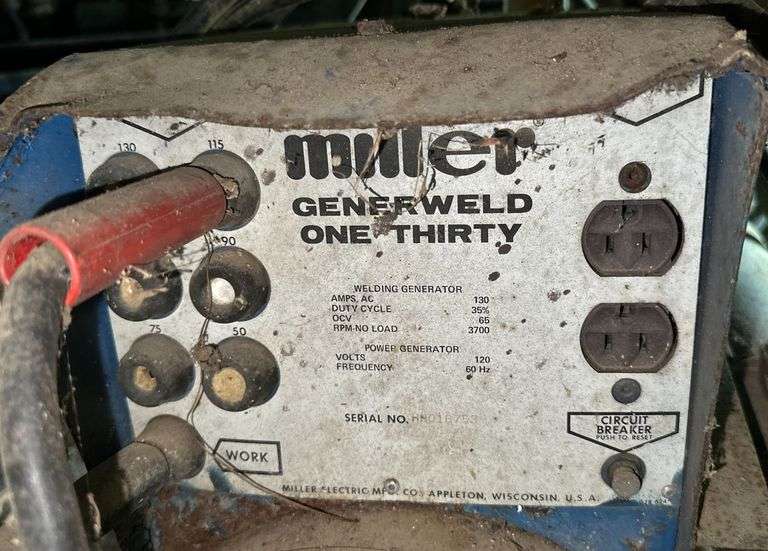 130 115
miller
GENERWELD
ONE THIRTY
90
75 50
WELDING GENERATOR
AMPS, AC 130
DUTY CYCLE 35%
OCV 65
RPM-NO LOAD 3700
POWER GENERATOR
VOLTS 120
FREQUENCY 60 Hz
SERIAL NO.
CIRCUIT
BREAKER
PUSH TO RESET
WORK
MILLER ELECTRIC MFG. CO. APPLETON, WISCONSIN, U.S.A.